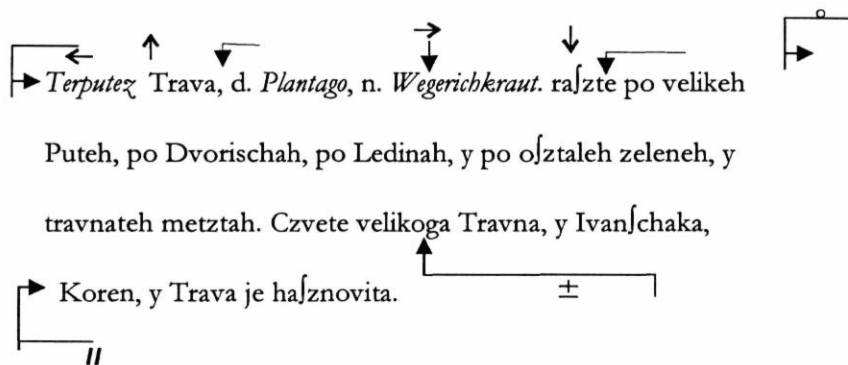 Terputez Trava, d. Plantago, n. Wegerichkraut. raſzte po velikeh
Puteh, po Dvorischah, po Ledinah, y po oſztaleh zeleneh, y
travnateh metztah. Czvete velikoga Travna, y Ivanſchaka,
Koren, y Trava je haſznovita.